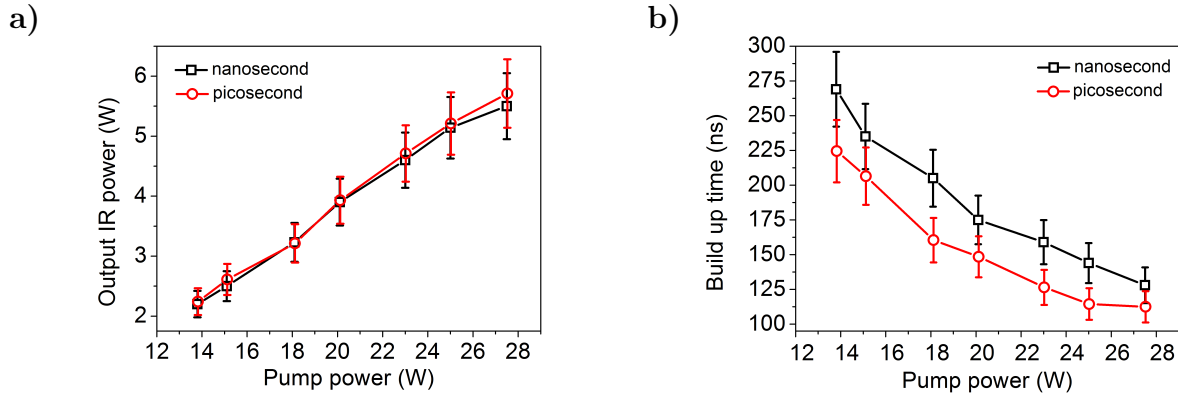 a)
Output IR power (W)
6
5
4
3
2
nanosecond
picosecond
12 14 16 18 20 22 24 26 28
Pump power (W)
b)
Build up time (ns)
300
275
250
225
200
175
150
125
100
nanosecond
picosecond
12 14 16 18 20 22 24 26 28
Pump power (W)